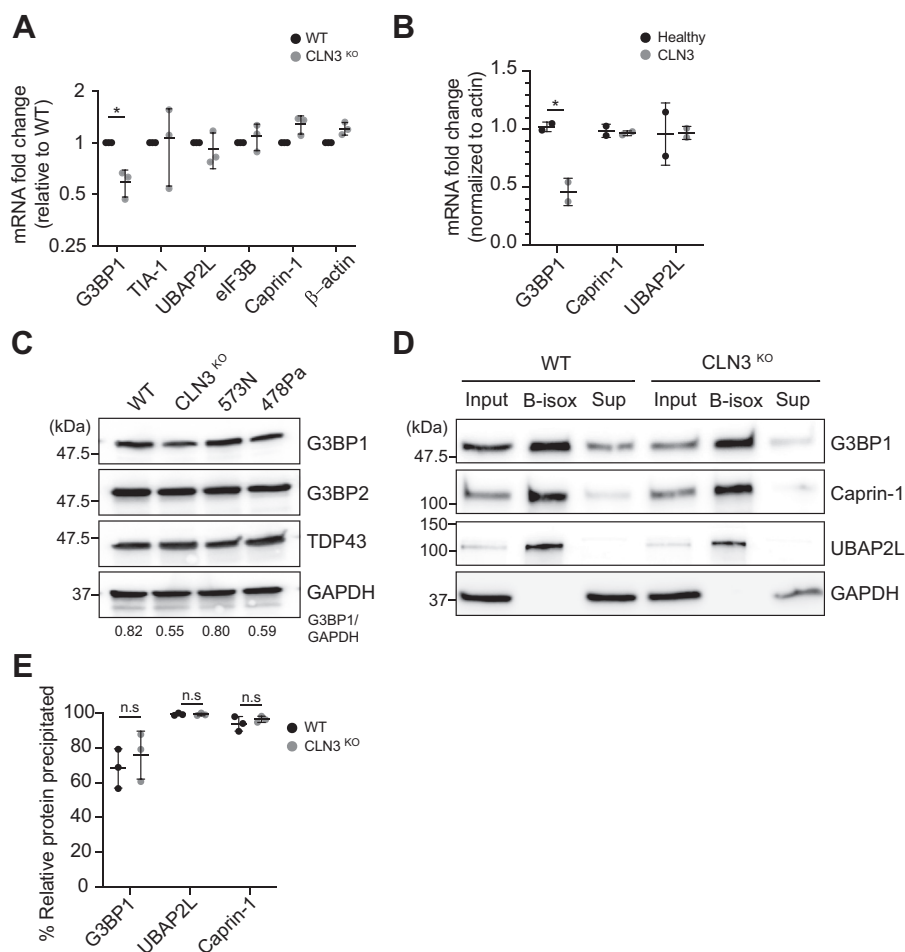 A
WT
CLN3 KO
mRNA fold change
(relative to WT)
*
2
1
0.5
0.25
G3BP1
TIA-1
UBAP2L
eIF3B
Caprin-1
β–actin
B
Healthy
CLN3
mRNA fold change
(normalized to actin)
*
1.5
1.0
0.5
0.0
G3BP1
Caprin-1
UBAP2L
C
WT
CLN3 KO
573N
478Pa
(kDa)
47.5
G3BP1
47.5
G3BP2
47.5
TDP43
37
GAPDH
0.82 0.55 0.80 0.59 G3BP1/
GAPDH
D
WT CLN3 KO
Input B-isox Sup Input B-isox Sup
(kDa)
47.5
G3BP1
100
Caprin-1
150
100
UBAP2L
37
GAPDH
E
% Relative protein precipitated
n.s n.s n.s
100
80
60
40
20
0
WT
CLN3 KO
G3BP1
UBAP2L
Caprin-1